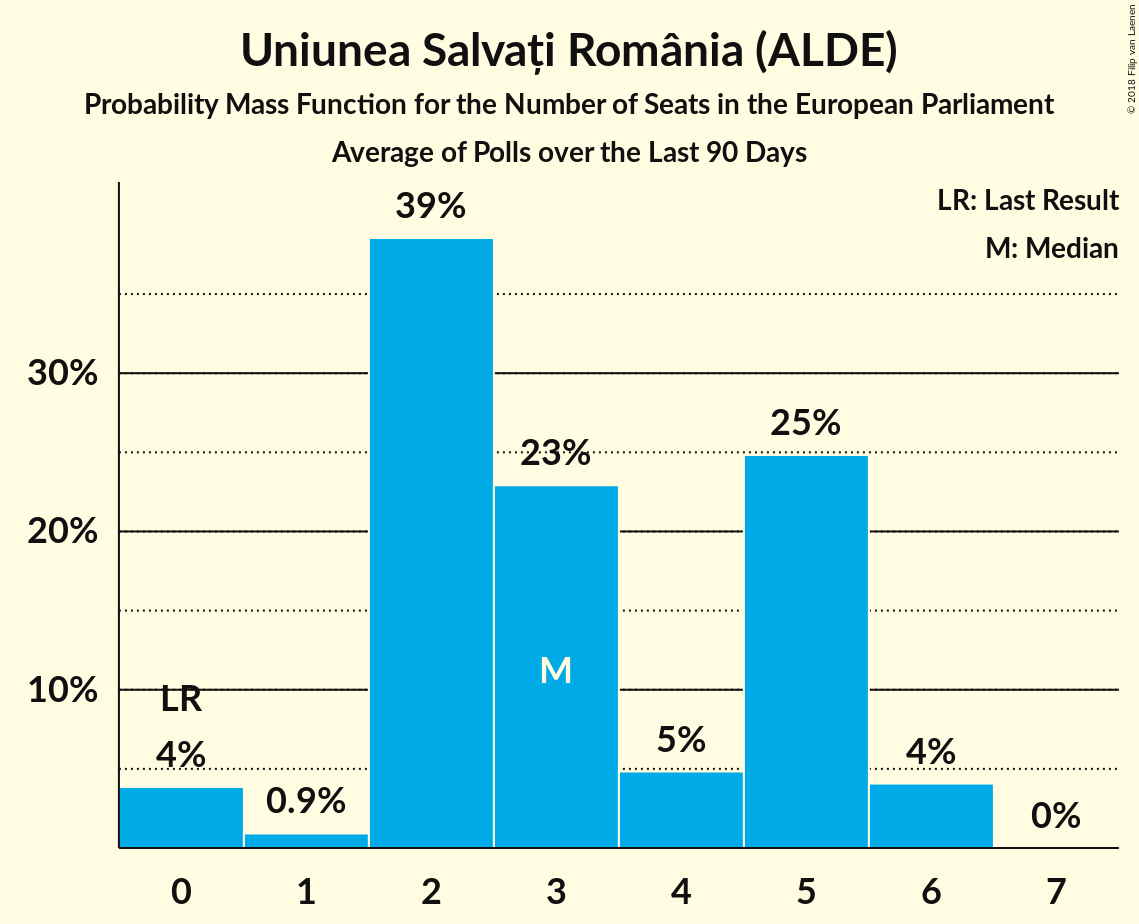 Uniunea Salvați România (ALDE)
Probability Mass Function for the Number of Seats in the European Parliament
Average of Polls over the Last 90 Days
© 2018 Filip van Laenen
LR: Last Result
M: Median
39%
30%
25%
23%
20%
M
10%
LR
4%
0.9%
5%
4%
0%
0 1 2 3 4 5 6 7